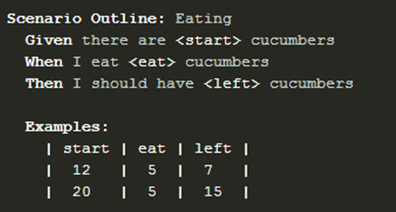 Scenario Outline: Eating
Given there are <start> cucumbers
When I eat <eat> cucumbers
Then I should have <left> cucumbers
Examples:
| start | eat | left |
| 12 | 5 | 7 |
| 20 | 5 | 15 |